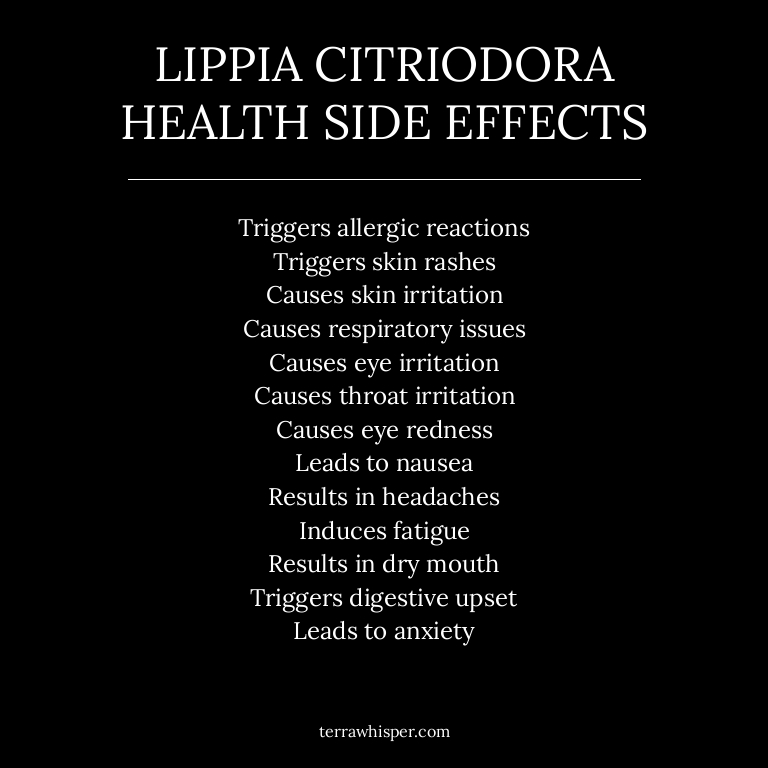 LIPPIA CITRIODORA
HEALTH SIDE EFFECTS
Triggers allergic reactions
Triggers skin rashes
Causes skin irritation
Causes respiratory issues
Causes eye irritation
Causes throat irritation
Causes eye redness
Leads to nausea
Results in headaches
Induces fatigue
Results in dry mouth
Triggers digestive upset
Leads to anxiety
terrawhisper.com